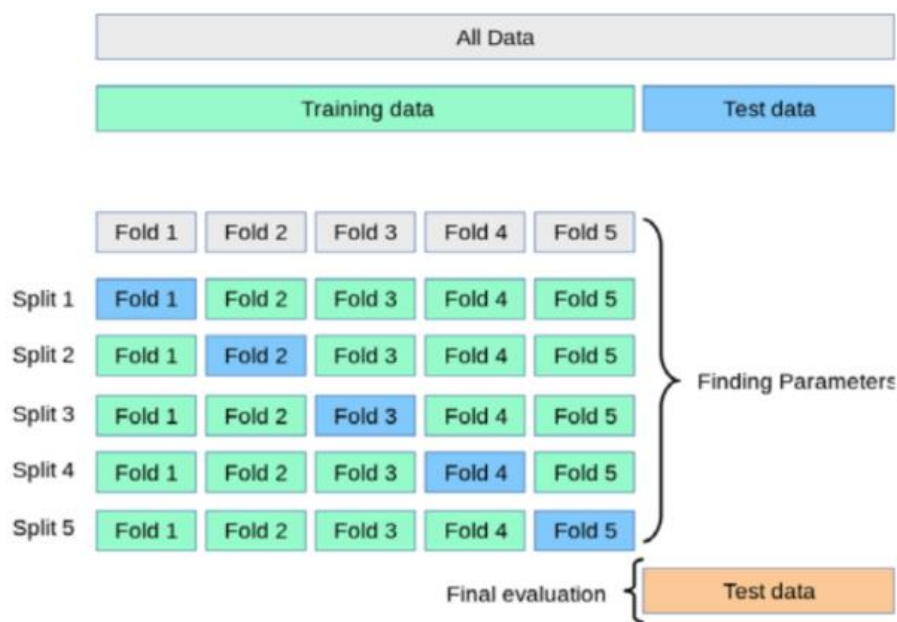 All Data
Training data Test data
Fold 1 Fold 2 Fold 3 Fold 4 Fold 5
Split 1 Fold 1 Fold 2 Fold 3 Fold 4 Fold 5
Split 2 Fold 1 Fold 2 Fold 3 Fold 4 Fold 5
Finding Parameters
Split 3 Fold 1 Fold 2 Fold 3 Fold 4 Fold 5
Split 4 Fold 1 Fold 2 Fold 3 Fold 4 Fold 5
Split 5 Fold 1 Fold 2 Fold 3 Fold 4 Fold 5
Final evaluation Test data